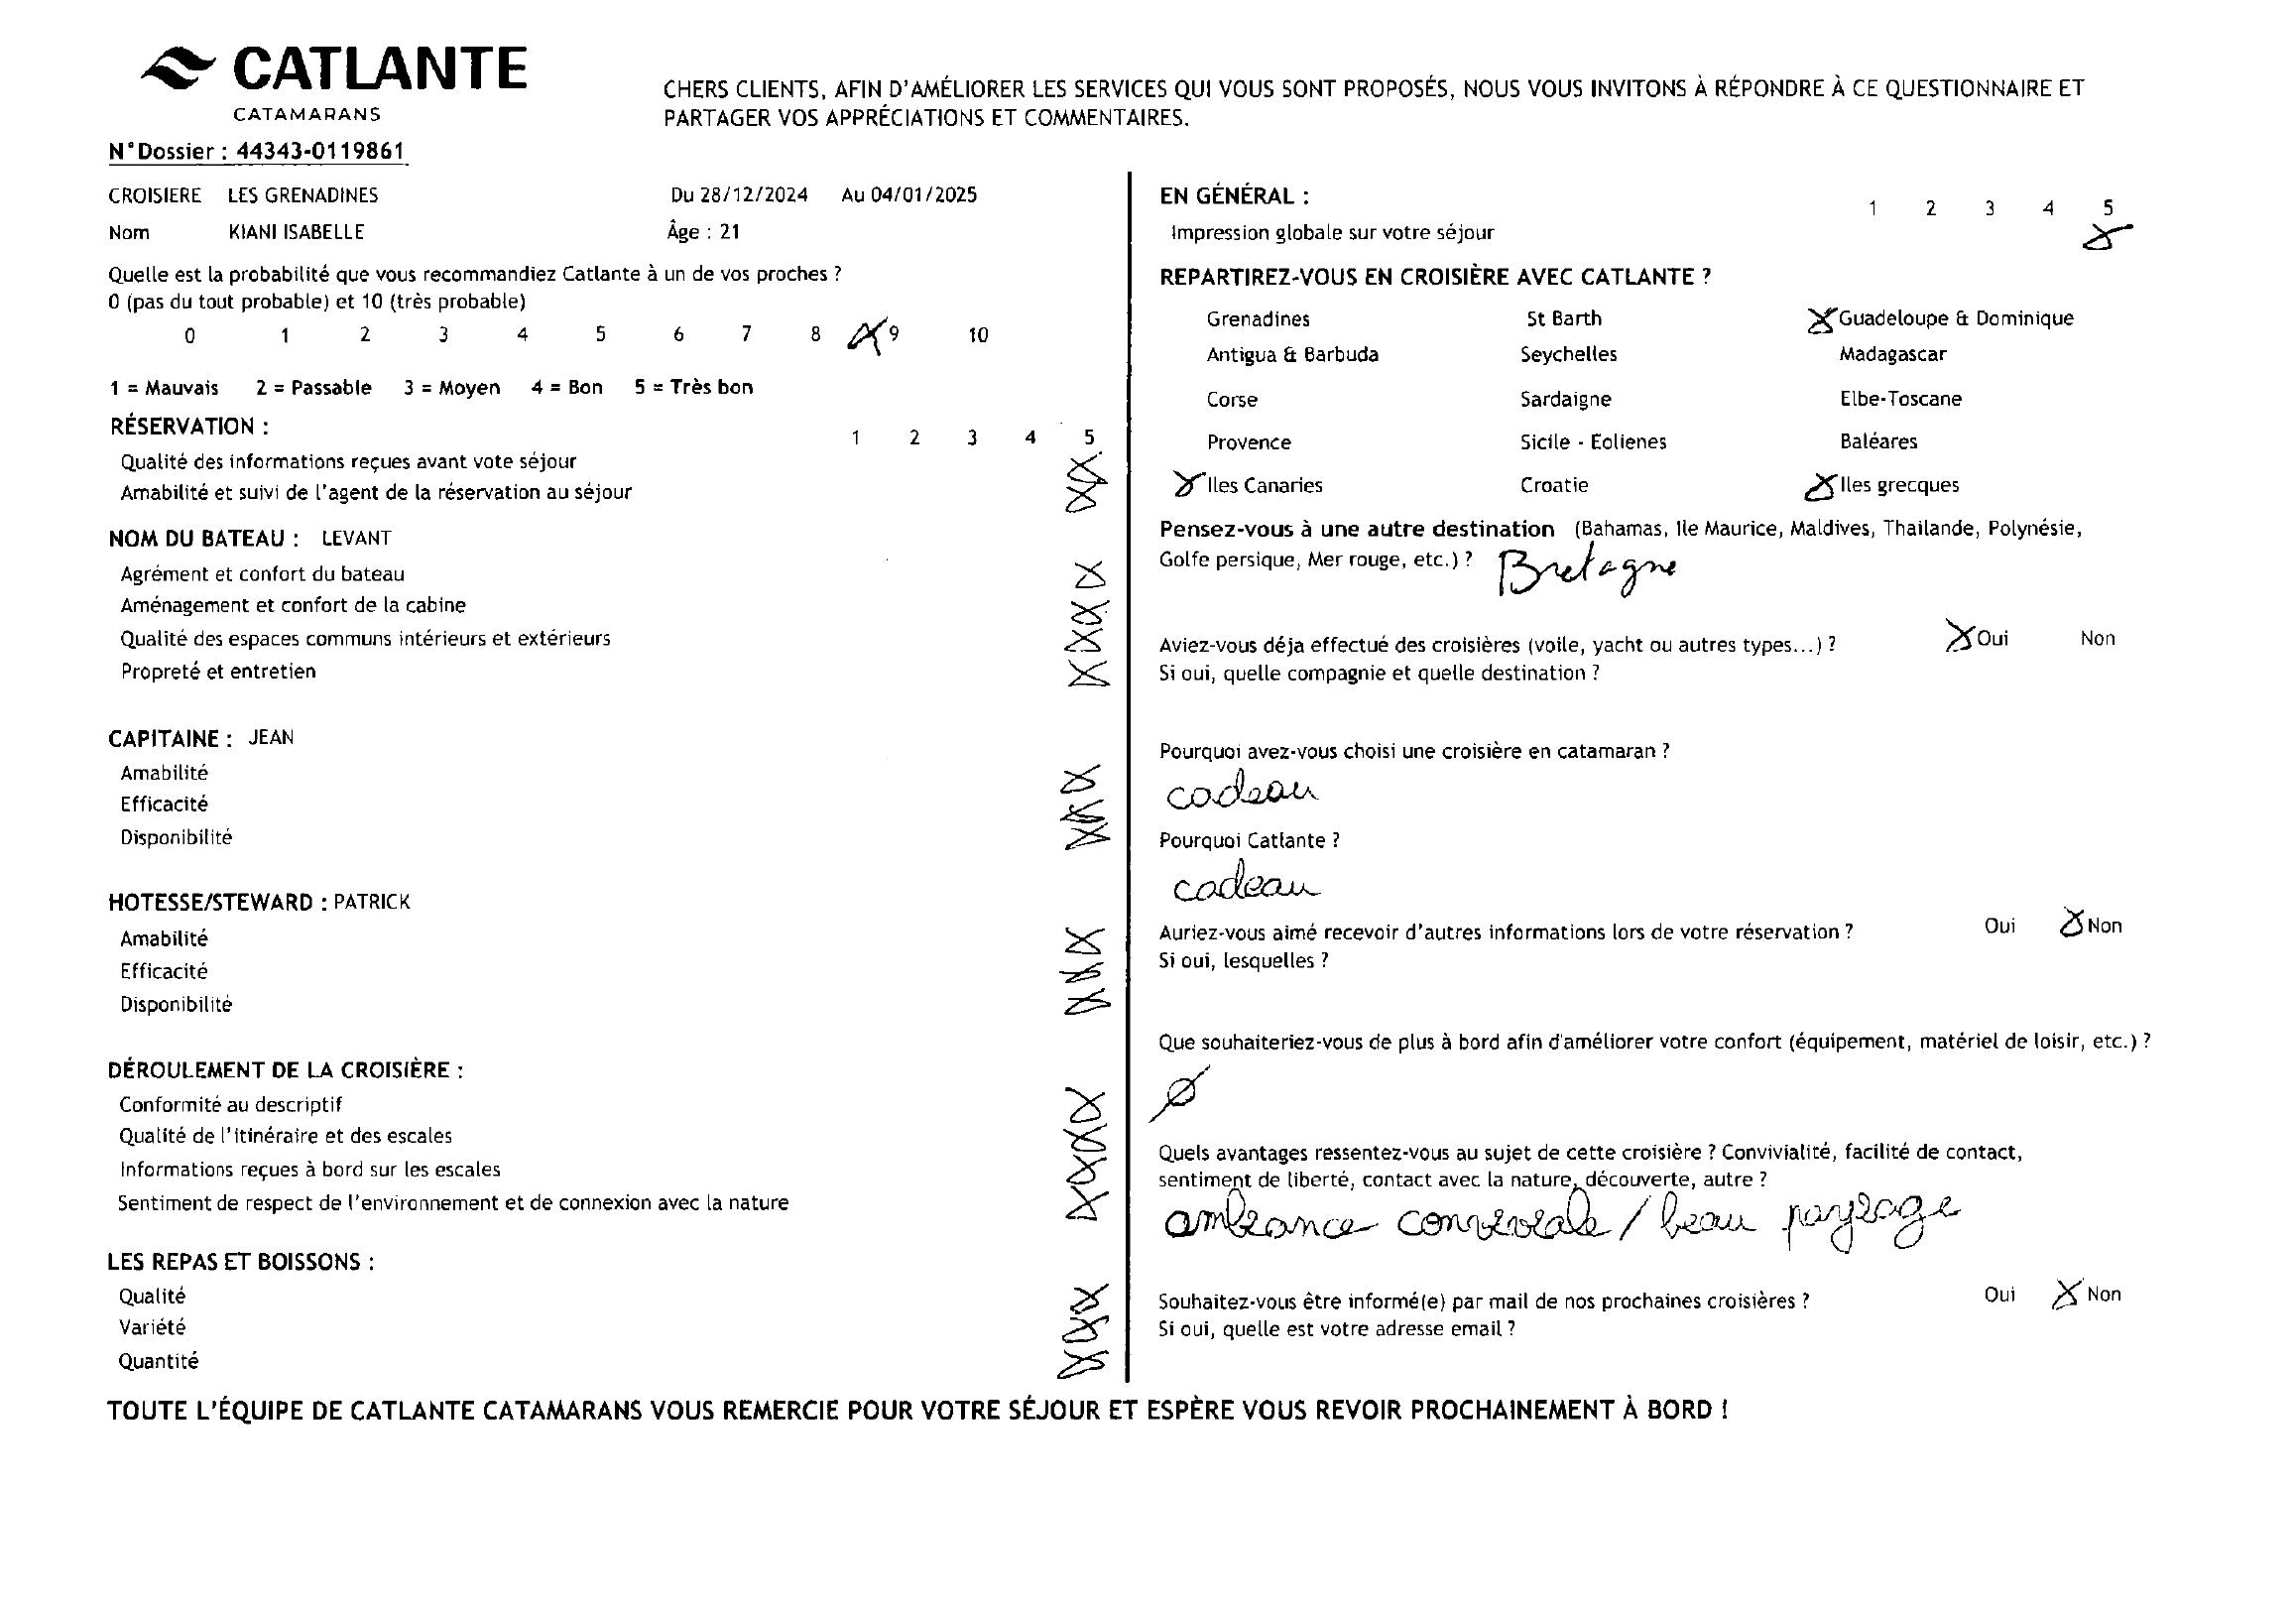 CATLANTE
CATAMARANS
CHERS CLIENTS, AFIN D'AMÉLIORER LES SERVICES QUI VOUS SONT PROPOSÉS, NOUS VOUS INVITONS À RÉPONDRE À CE QUESTIONNAIRE ET
PARTAGER VOS APPRÉCIATIONS ET COMMENTAIRES.
N°Dossier : 44343-0119861
CROISIERE LES GRENADINES Du 28/12/2024 Au 04/01/2025
Nom KIANI ISABELLE Âge : 21
Quelle est la probabilité que vous recommandiez Catlante à un de vos proches ?
0 (pas du tout probable) et 10 (très probable)
0 1 2 3 4 5 6 7 8 X 9 10
1 = Mauvais 2 = Passable 3 = Moyen 4 = Bon 5 = Très bon
RÉSERVATION : 1 2 3 4 5
Qualité des informations reçues avant vote séjour X
Amabilité et suivi de l'agent de la réservation au séjour X
NOM DU BATEAU : LEVANT
Agrément et confort du bateau X
Aménagement et confort de la cabine X
Qualité des espaces communs intérieurs et extérieurs X
Propreté et entretien X
CAPITAINE : JEAN
Amabilité X
Efficacité X
Disponibilité X
HOTESSE/STEWARD : PATRICK
Amabilité X
Efficacité X
Disponibilité X
DÉROULEMENT DE LA CROISIÈRE :
Conformité au descriptif X
Qualité de l'itinéraire et des escales X
Informations reçues à bord sur les escales X
Sentiment de respect de l'environnement et de connexion avec la nature X
LES REPAS ET BOISSONS :
Qualité X
Variété X
Quantité X
EN GÉNÉRAL :
1 2 3 4 5
Impression globale sur votre séjour X
REPARTIREZ-VOUS EN CROISIÈRE AVEC CATLANTE ?
Grenadines St Barth X Guadeloupe & Dominique
Antigua & Barbuda Seychelles Madagascar
Corse Sardaigne Elbe-Toscane
Provence Sicile - Eolienes Baléares
X Iles Canaries Croatie X Iles grecques
Pensez-vous à une autre destination (Bahamas, Ile Maurice, Maldives, Thailande, Polynésie,
Golfe persique, Mer rouge, etc.) ? Bretagne
Aviez-vous déja effectué des croisières (voile, yacht ou autres types...) ? X Oui Non
Si oui, quelle compagnie et quelle destination ?
Pourquoi avez-vous choisi une croisière en catamaran ?
cadeau
Pourquoi Catlante ?
cadeau
Auriez-vous aimé recevoir d'autres informations lors de votre réservation ? Oui X Non
Si oui, lesquelles ?
Que souhaiteriez-vous de plus à bord afin d'améliorer votre confort (équipement, matériel de loisir, etc.) ?
Ø
Quels avantages ressentez-vous au sujet de cette croisière ? Convivialité, facilité de contact,
sentiment de liberté, contact avec la nature, découverte, autre ?
ambiance conviviale / beau paysage
Souhaitez-vous être informé(e) par mail de nos prochaines croisières ? Oui X Non
Si oui, quelle est votre adresse email ?
TOUTE L'ÉQUIPE DE CATLANTE CATAMARANS VOUS REMERCIE POUR VOTRE SÉJOUR ET ESPÈRE VOUS REVOIR PROCHAINEMENT À BORD !